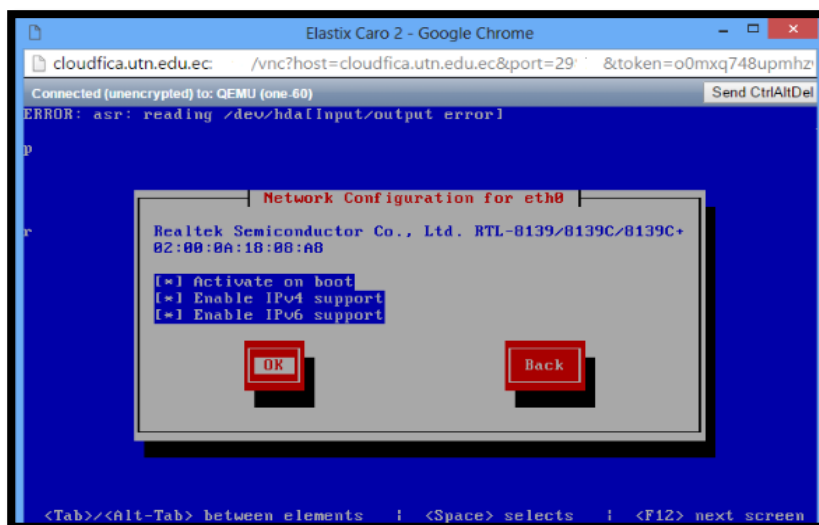 Elastix Caro 2 - Google Chrome
cloudfica.utn.edu.ec: /vnc?host=cloudfica.utn.edu.ec&port=29 &token=o0mxq748upmhz
Connected (unencrypted) to: QEMU (one-60)
Send CtrlAltDel
ERROR: asr: reading /dev/hda[Input/output error]
p
Network Configuration for eth0
r
Realtek Semiconductor Co., Ltd. RTL-8139/8139C/8139C+
02:00:0A:18:08:A8
[*] Activate on boot
[*] Enable IPv4 support
[*] Enable IPv6 support
OK
Back
<Tab>/<Alt-Tab> between elements | <Space> selects | <F12> next screen